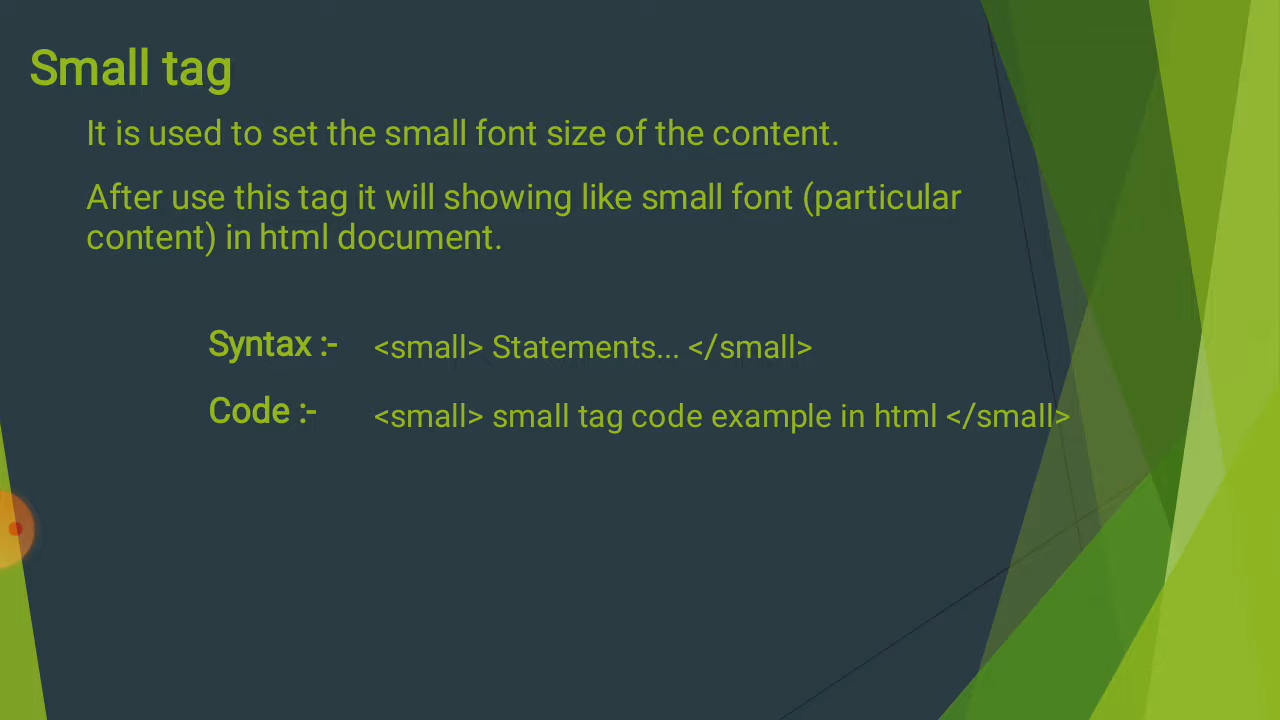 Small tag
It is used to set the small font size of the content.
After use this tag it will showing like small font (particular
content) in html document.
Syntax :- <small> Statements... </small>
Code :- <small> small tag code example in html </small>